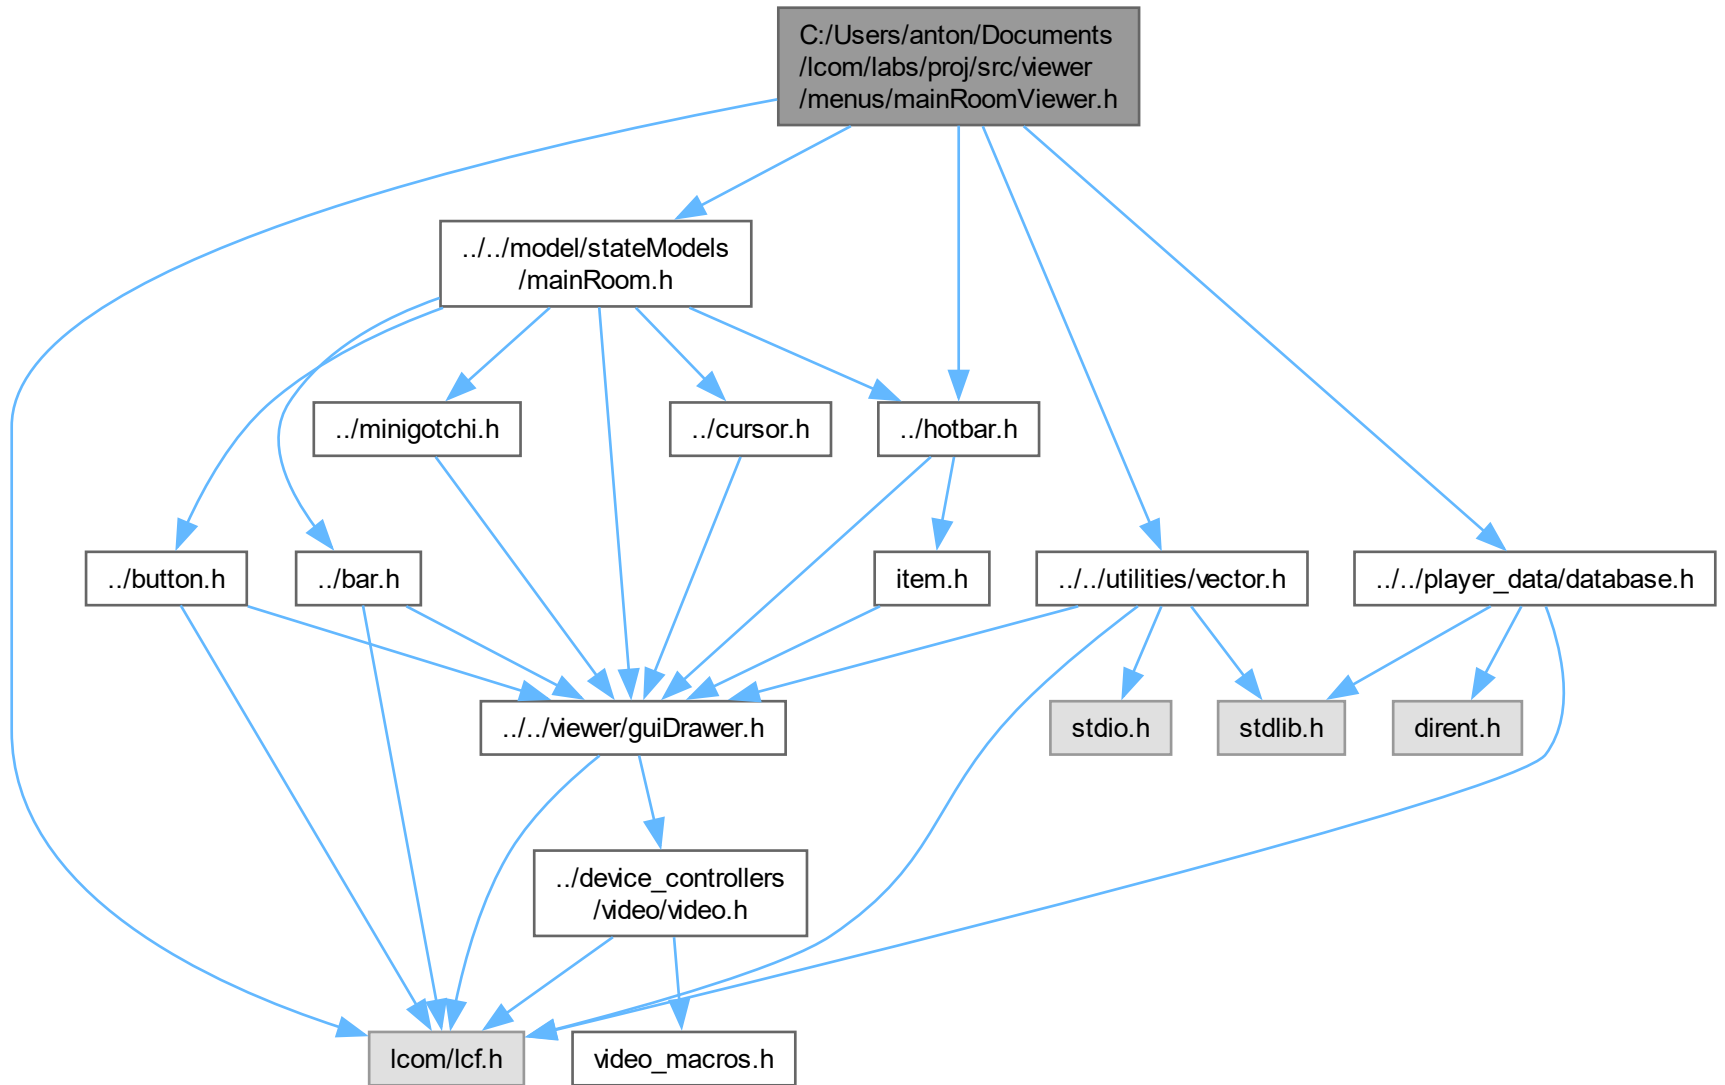 C:/Users/anton/Documents
/lcom/labs/proj/src/viewer
/menus/mainRoomViewer.h
../../model/stateModels
/mainRoom.h
../minigotchi.h
../cursor.h
../hotbar.h
../button.h
../bar.h
item.h
../../utilities/vector.h
../../player_data/database.h
../../viewer/guiDrawer.h
stdio.h
stdlib.h
dirent.h
../device_controllers
/video/video.h
lcom/lcf.h
video_macros.h